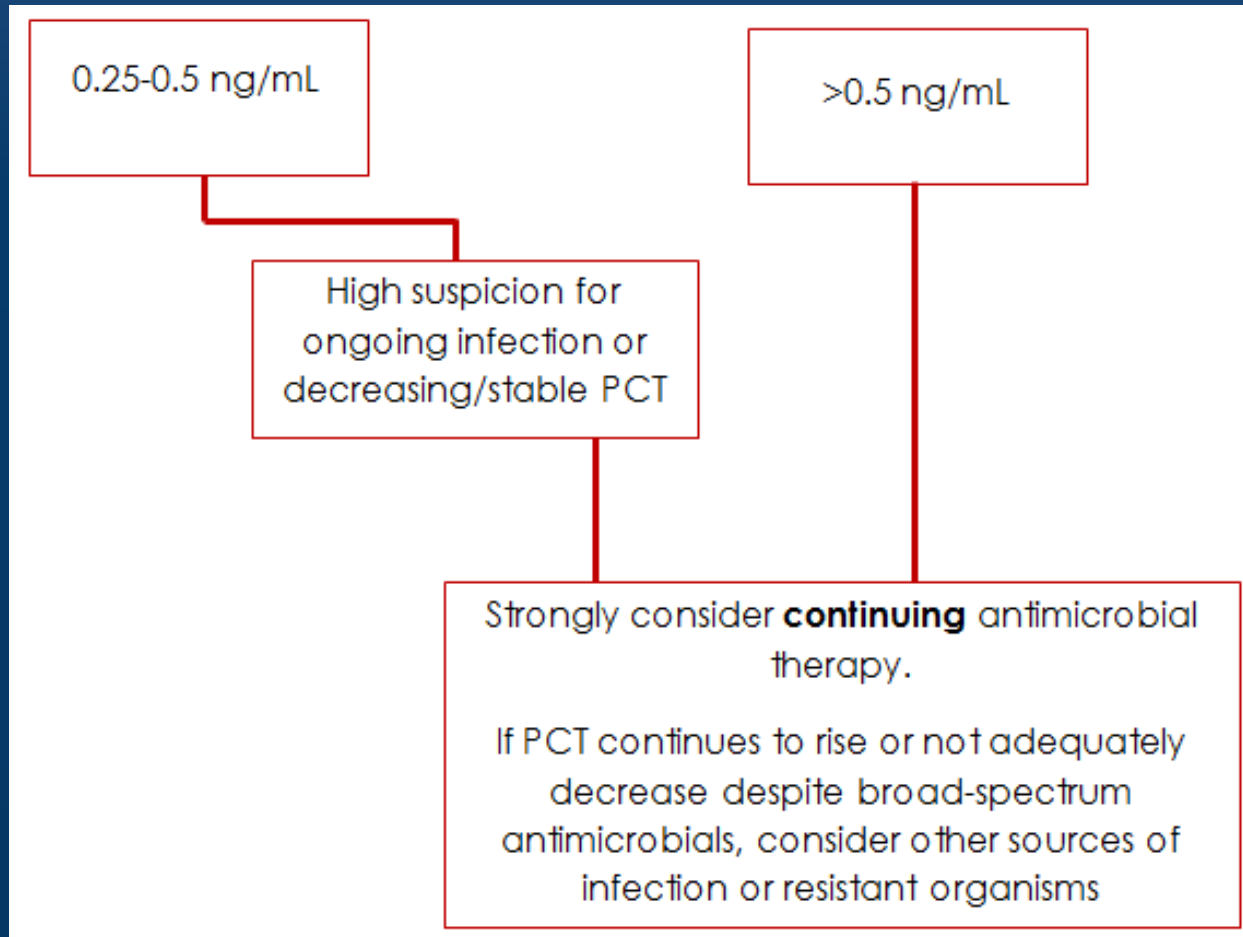 0.25-0.5 ng/mL
>0.5 ng/mL
High suspicion for
ongoing infection or
decreasing/stable PCT
Strongly consider continuing antimicrobial
therapy.
If PCT continues to rise or not adequately
decrease despite broad-spectrum
antimicrobials, consider other sources of
infection or resistant organisms